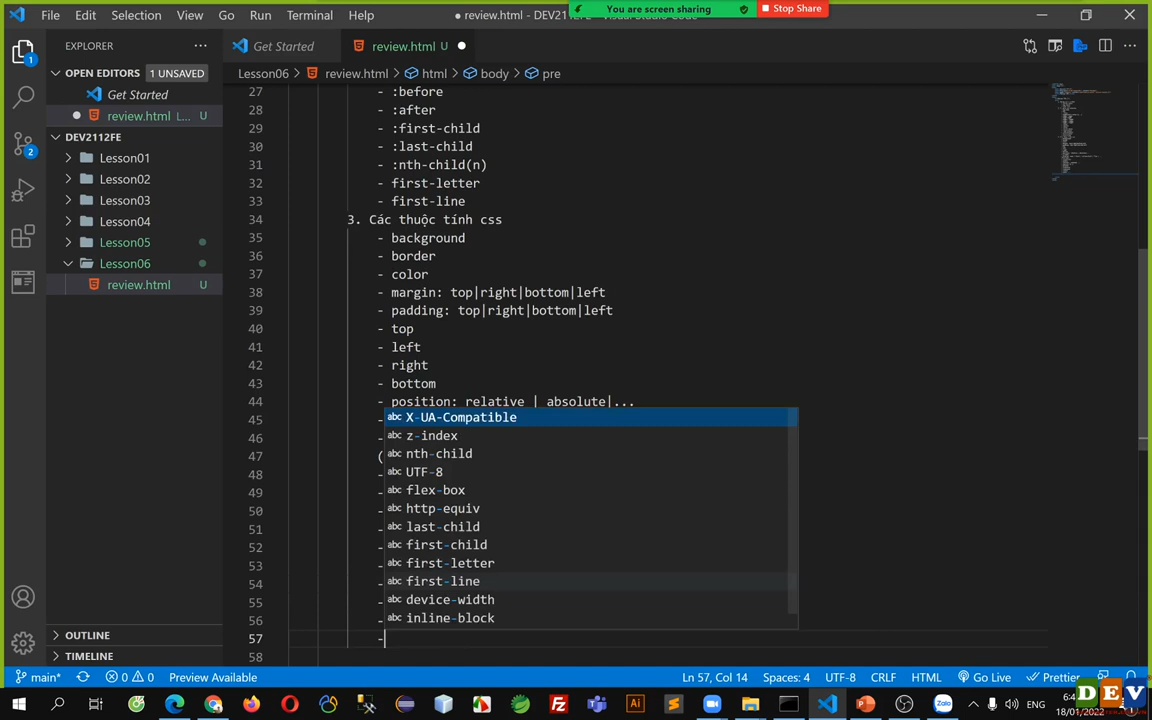 File Edit Selection View Go Run Terminal Help
● review.html - DEV2112FE
You are screen sharing
Stop Share
EXPLORER
Get Started
review.html U
OPEN EDITORS 1 UNSAVED
Get Started
review.html L... U
DEV2112FE
Lesson01
Lesson02
Lesson03
Lesson04
Lesson05
Lesson06
review.html U
OUTLINE
TIMELINE
Lesson06 > review.html > html > body > pre
27 - :before
28 - :after
29 - :first-child
30 - :last-child
31 - :nth-child(n)
32 - first-letter
33 - first-line
34 3. Các thuộc tính css
35 - background
36 - border
37 - color
38 - margin: top|right|bottom|left
39 - padding: top|right|bottom|left
40 - top
41 - left
42 - right
43 - bottom
44 - position: relative | absolute|...
45 -
46 -
47 (
48 -
49 -
50 -
51 -
52 -
53 -
54 -
55 -
56 -
57 -
58
X-UA-Compatible
z-index
nth-child
UTF-8
flex-box
http-equiv
last-child
first-child
first-letter
first-line
device-width
inline-block
main* 0 0 Preview Available
Ln 57, Col 14 Spaces: 4 UTF-8 CRLF HTML Go Live Prettier
ENG
18/01/2022
DEV